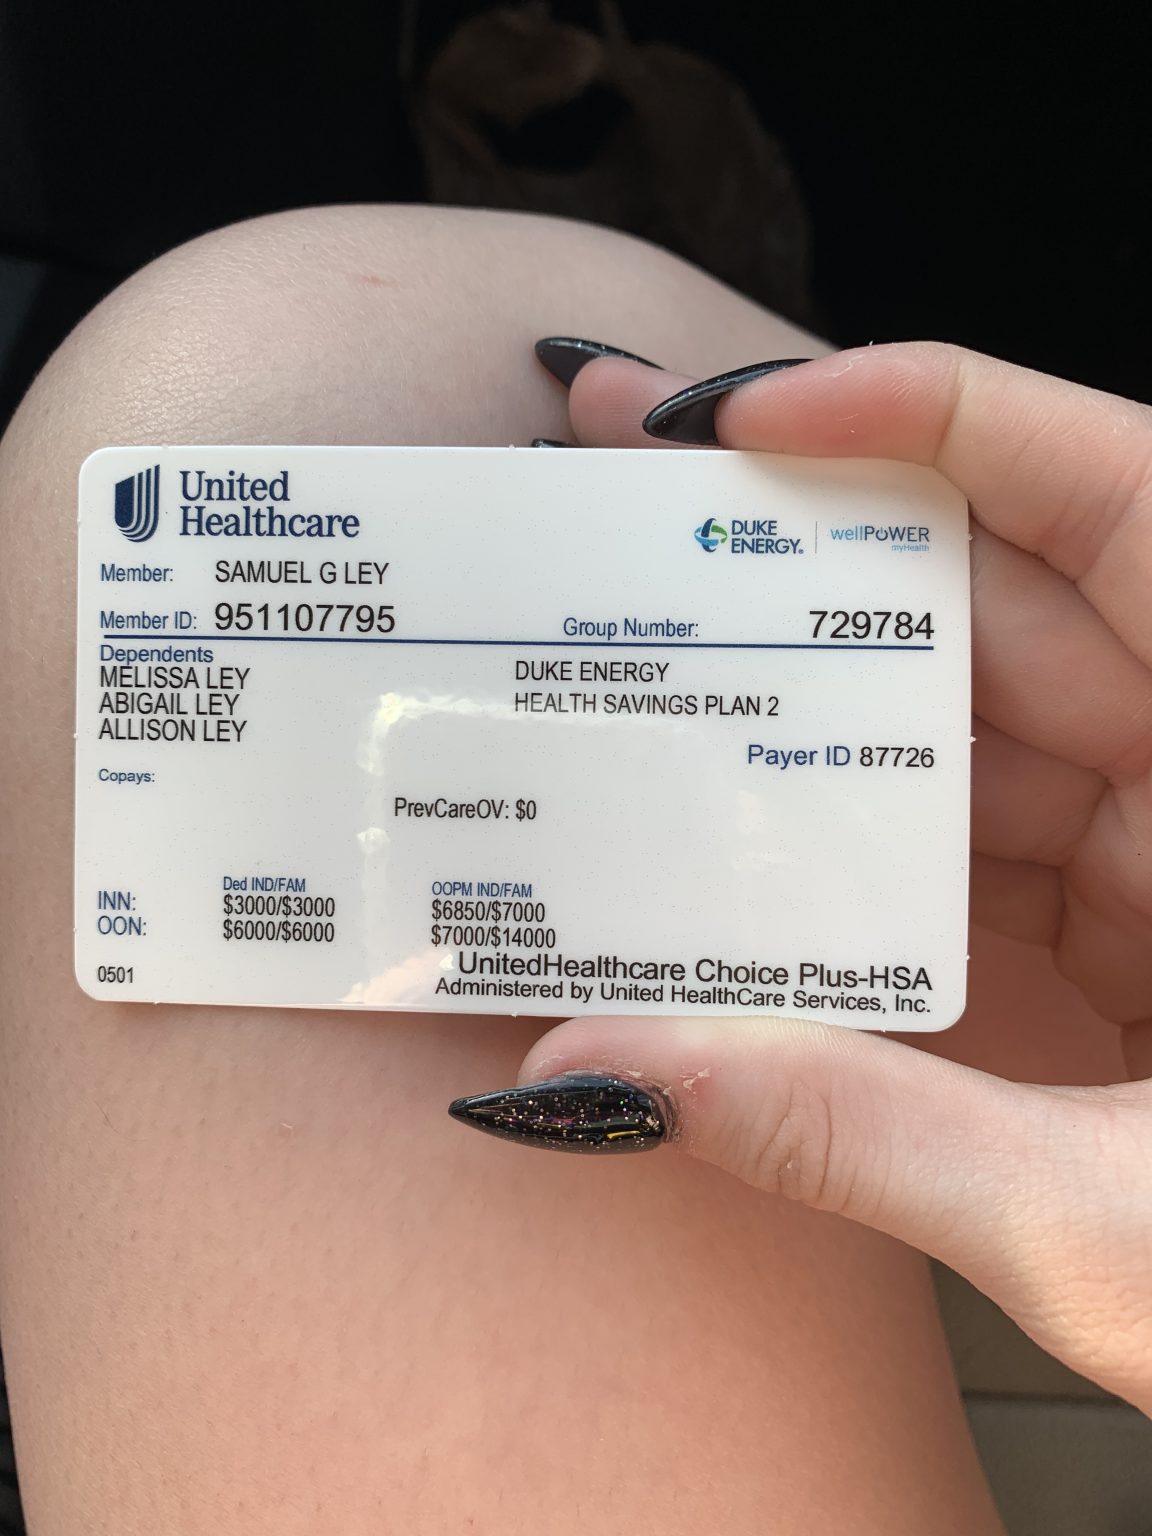 United
Healthcare
DUKE
ENERGY®
wellPOWER
myHealth
Member: SAMUEL G LEY
Member ID: 951107795 Group Number: 729784
Dependents
MELISSA LEY DUKE ENERGY
ABIGAIL LEY HEALTH SAVINGS PLAN 2
ALLISON LEY
Payer ID 87726
Copays:
PrevCareOV: $0
Ded IND/FAM OOPM IND/FAM
INN: $3000/$3000 $6850/$7000
OON: $6000/$6000 $7000/$14000
UnitedHealthcare Choice Plus-HSA
0501 Administered by United HealthCare Services, Inc.